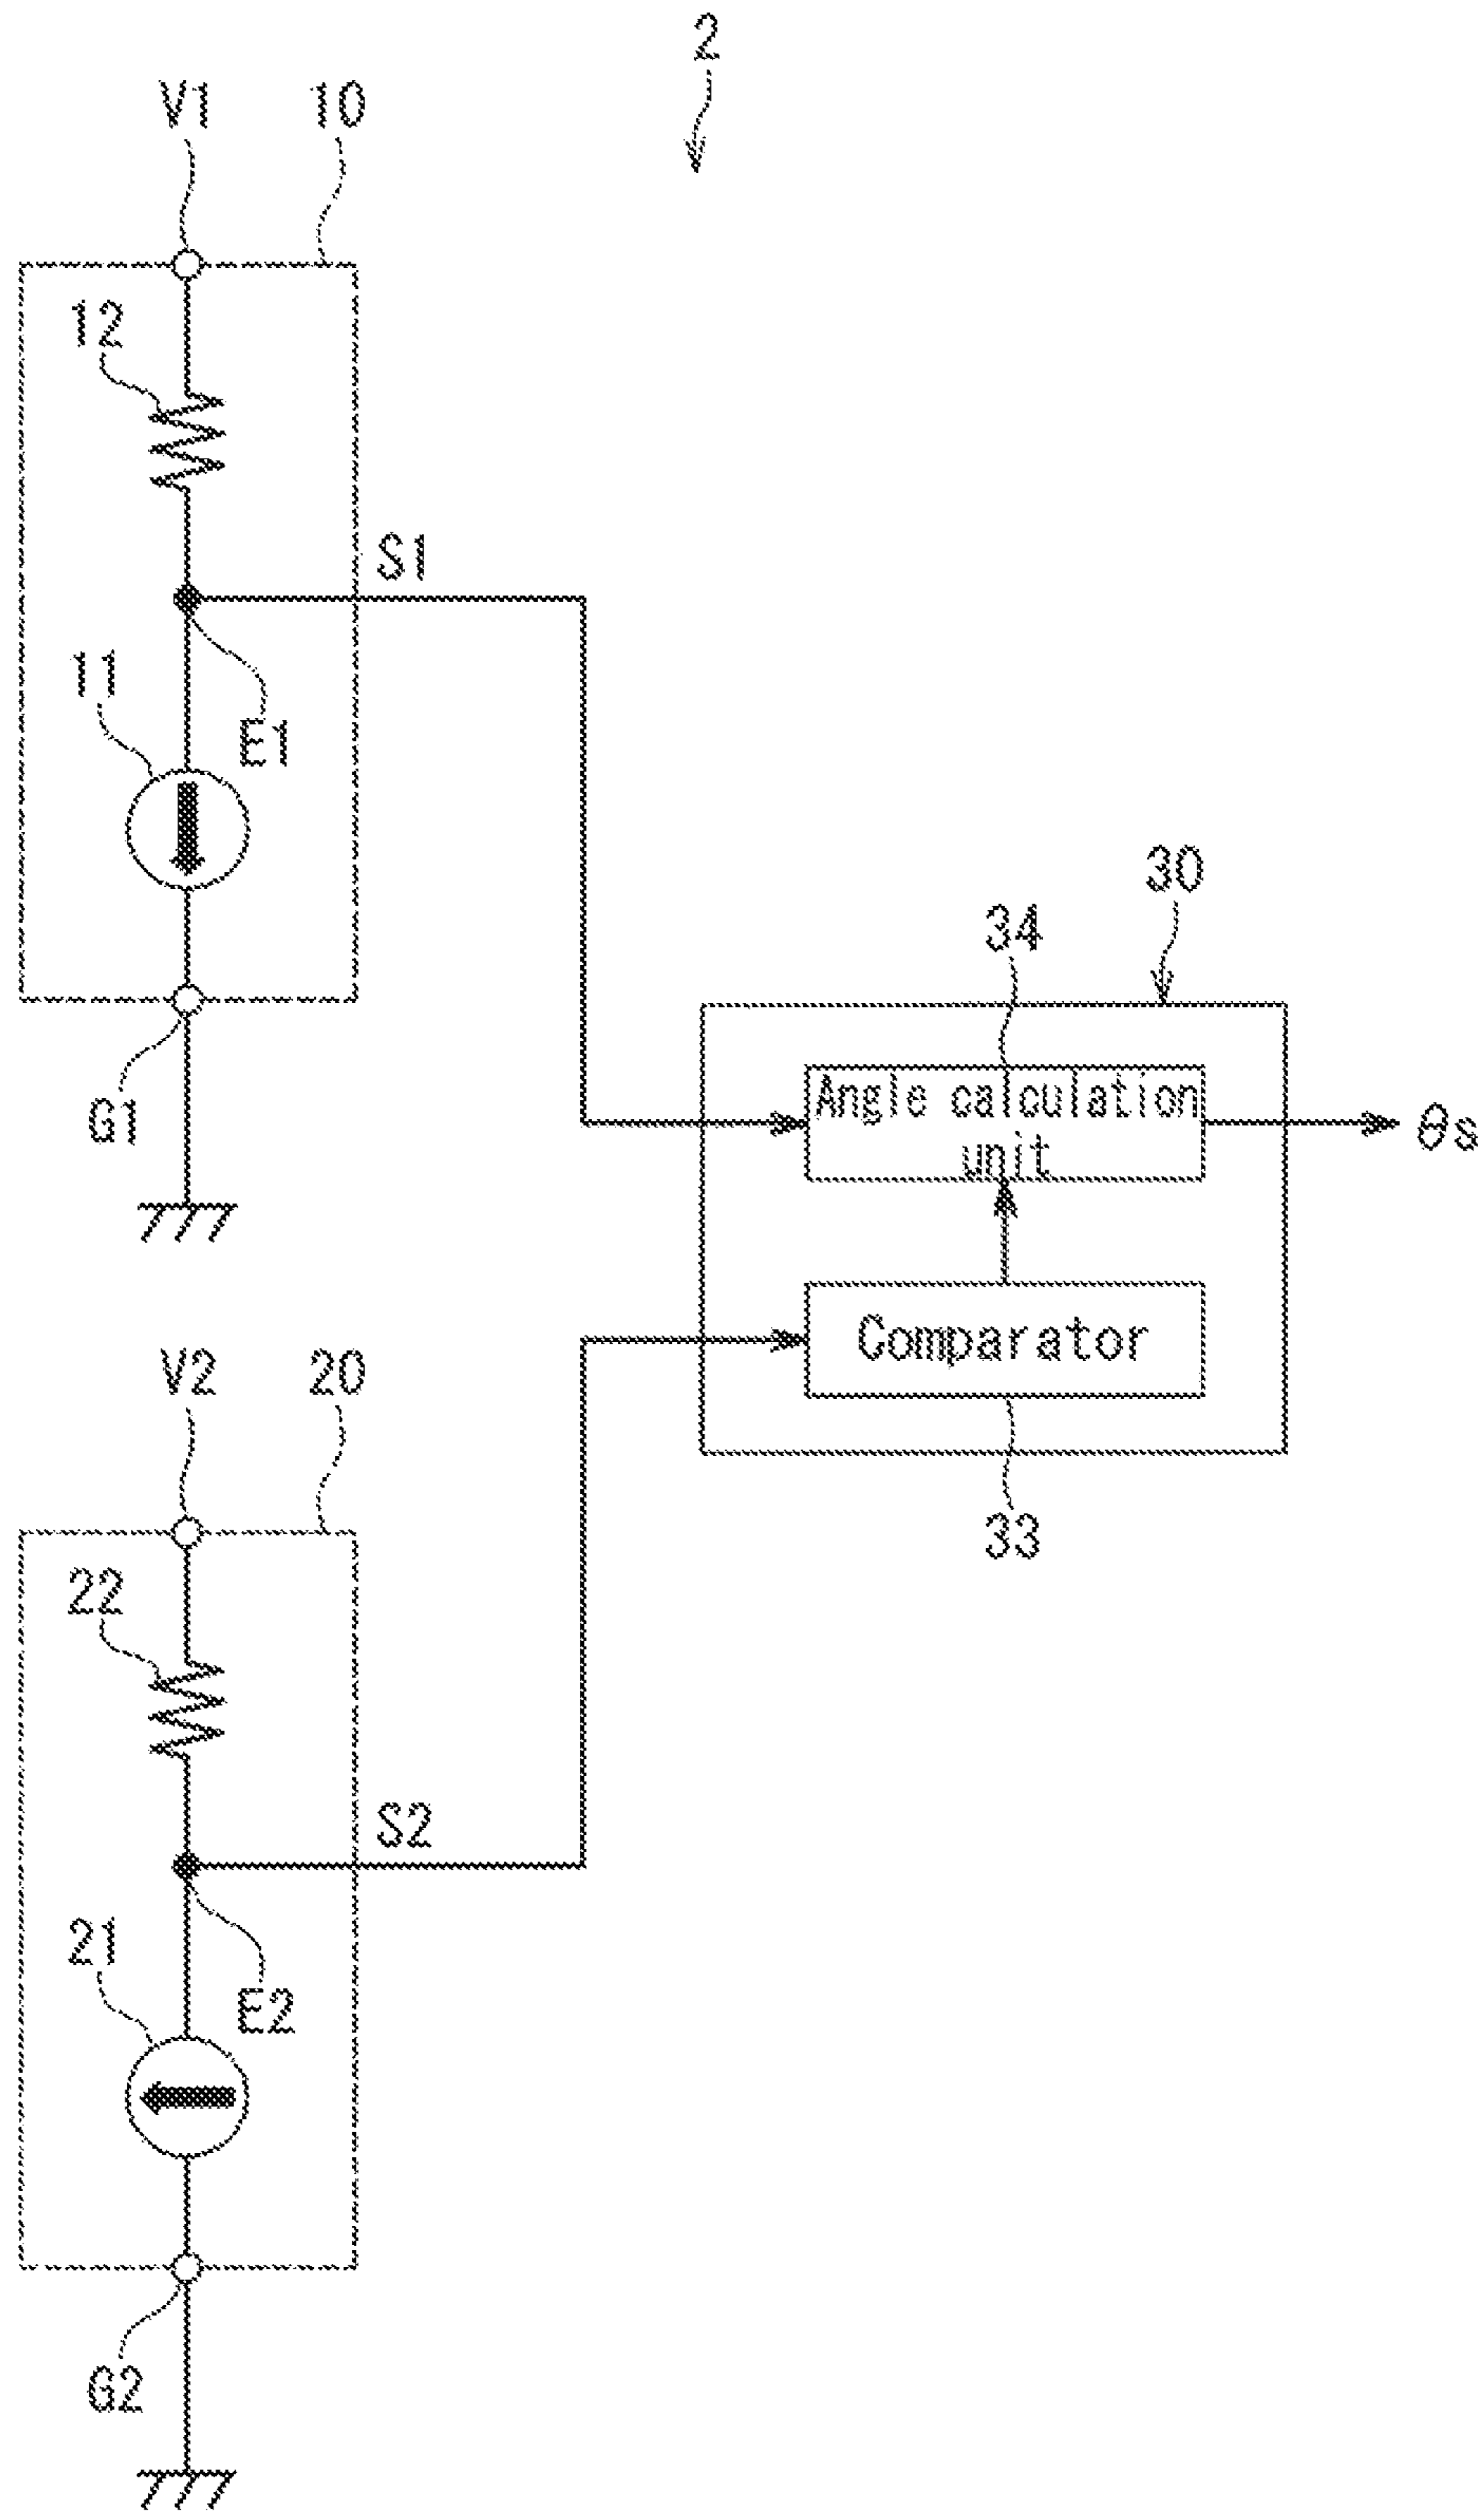 2
V1
10
12
S1
11
E1
G1
30
34
Angle calculation
unit
θs
Comparator
33
V2
20
22
S2
21
E2
G2